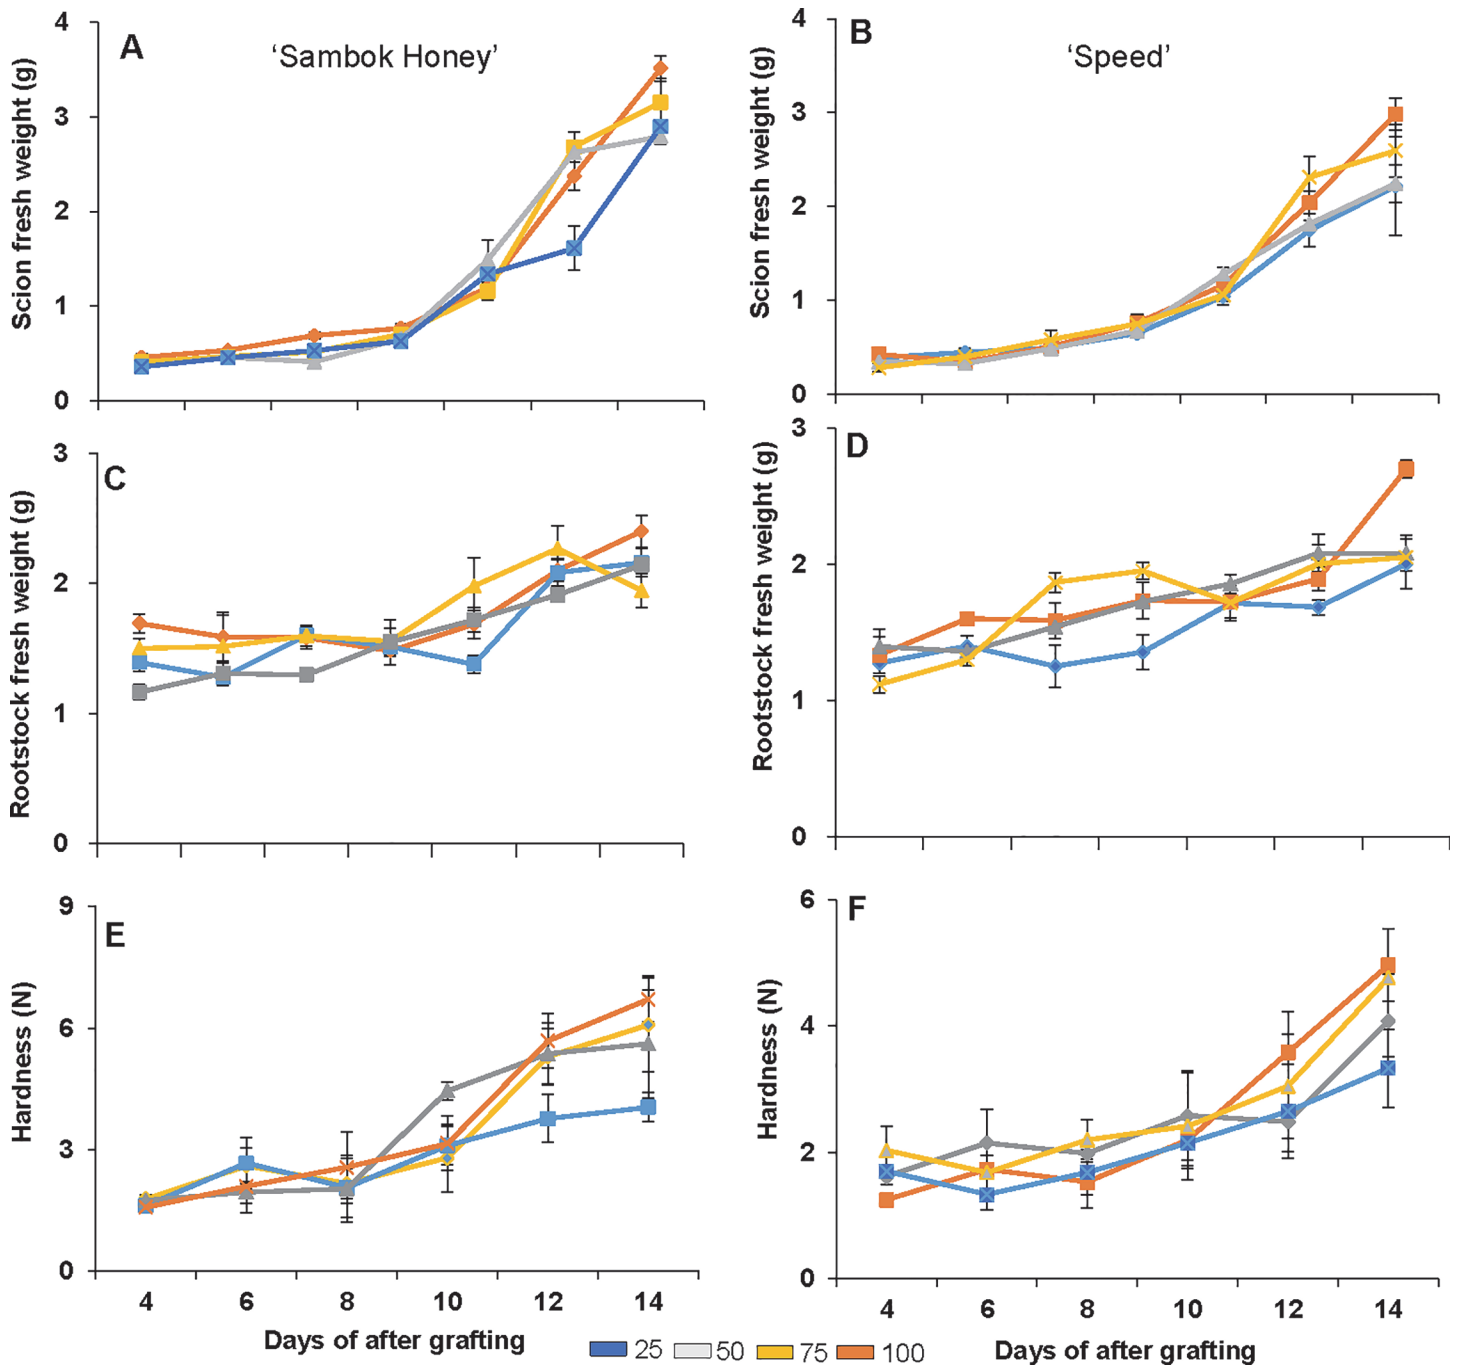 A
'Sambok Honey'
Scion fresh weight (g)
4
3
2
1
0
B
'Speed'
Scion fresh weight (g)
4
3
2
1
0
C
Rootstock fresh weight (g)
3
2
1
0
D
Rootstock fresh weight (g)
3
2
1
0
E
Hardness (N)
9
6
3
0
4 6 8 10 12 14
Days of after grafting
F
Hardness (N)
6
4
2
0
4 6 8 10 12 14
Days of after grafting
25 50 75 100